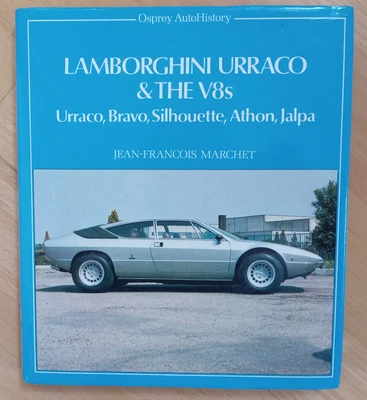 Osprey AutoHistory
LAMBORGHINI URRACO
& THE V8s
Urraco, Bravo, Silhouette, Athon, Jalpa
JEAN-FRANCOIS MARCHET